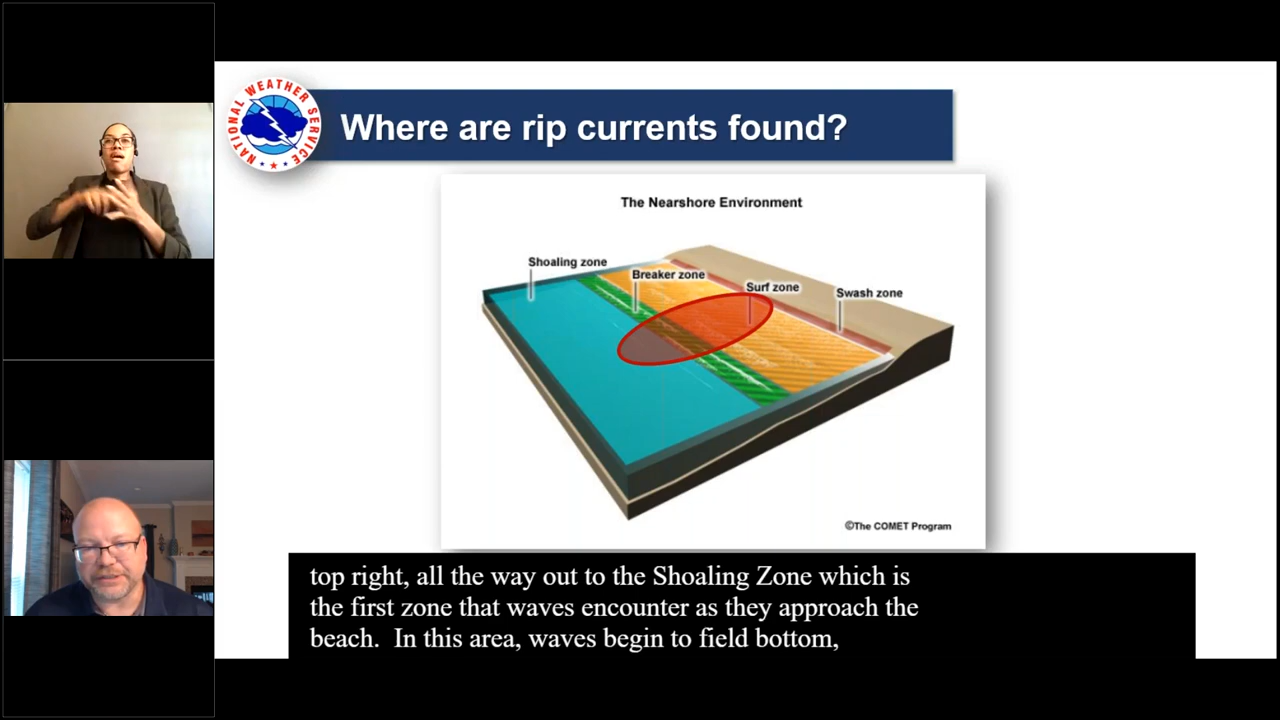 NATIONAL WEATHER SERVICE
Where are rip currents found?
The Nearshore Environment
Shoaling zone
Breaker zone
Surf zone
Swash zone
©The COMET Program
top right, all the way out to the Shoaling Zone which is
the first zone that waves encounter as they approach the
beach.  In this area, waves begin to field bottom,